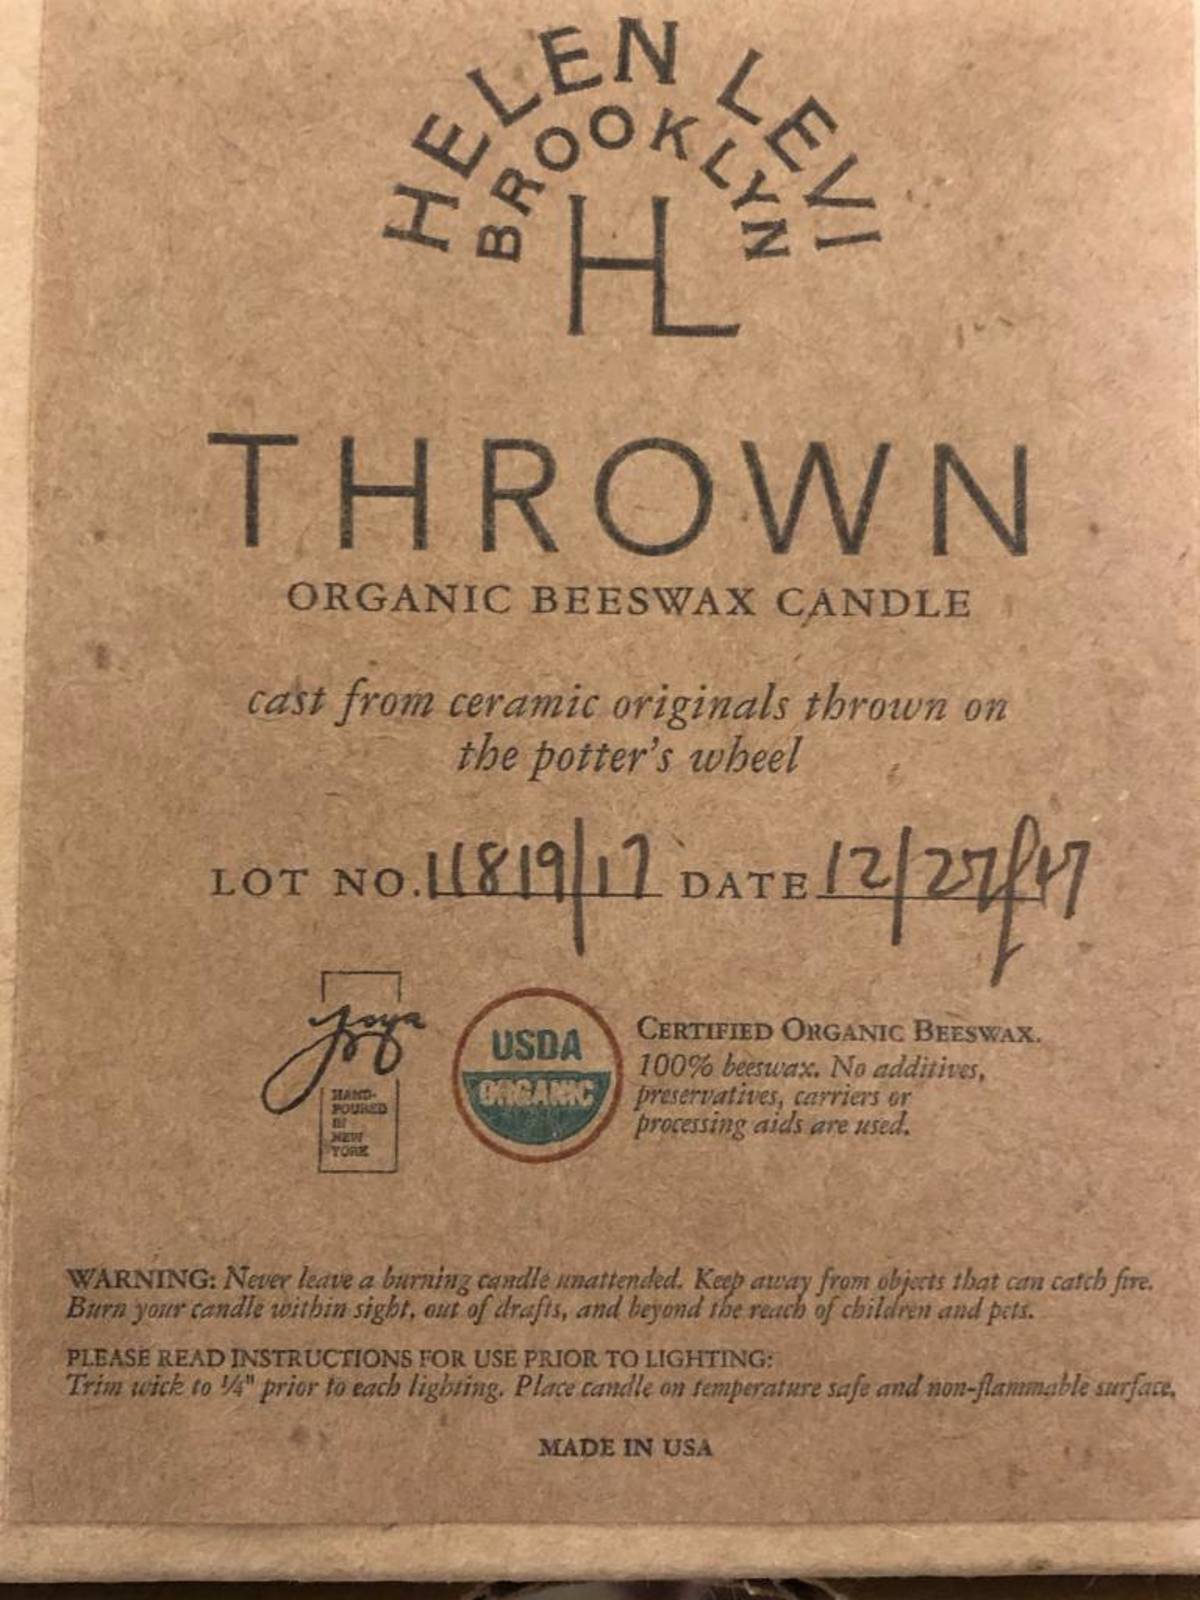 HELEN LEVI
BROOKLYN
HL
THROWN
ORGANIC BEESWAX CANDLE
cast from ceramic originals thrown on
the potter's wheel
LOT NO. 11819/17 DATE 12/27/17
Joya
HAND-
POURED
IN
NEW
YORK
USDA
ORGANIC
CERTIFIED ORGANIC BEESWAX.
100% beeswax. No additives,
preservatives, carriers or
processing aids are used.
WARNING: Never leave a burning candle unattended. Keep away from objects that can catch fire.
Burn your candle within sight, out of drafts, and beyond the reach of children and pets.
PLEASE READ INSTRUCTIONS FOR USE PRIOR TO LIGHTING:
Trim wick to ¼" prior to each lighting. Place candle on temperature safe and non-flammable surface.
MADE IN USA